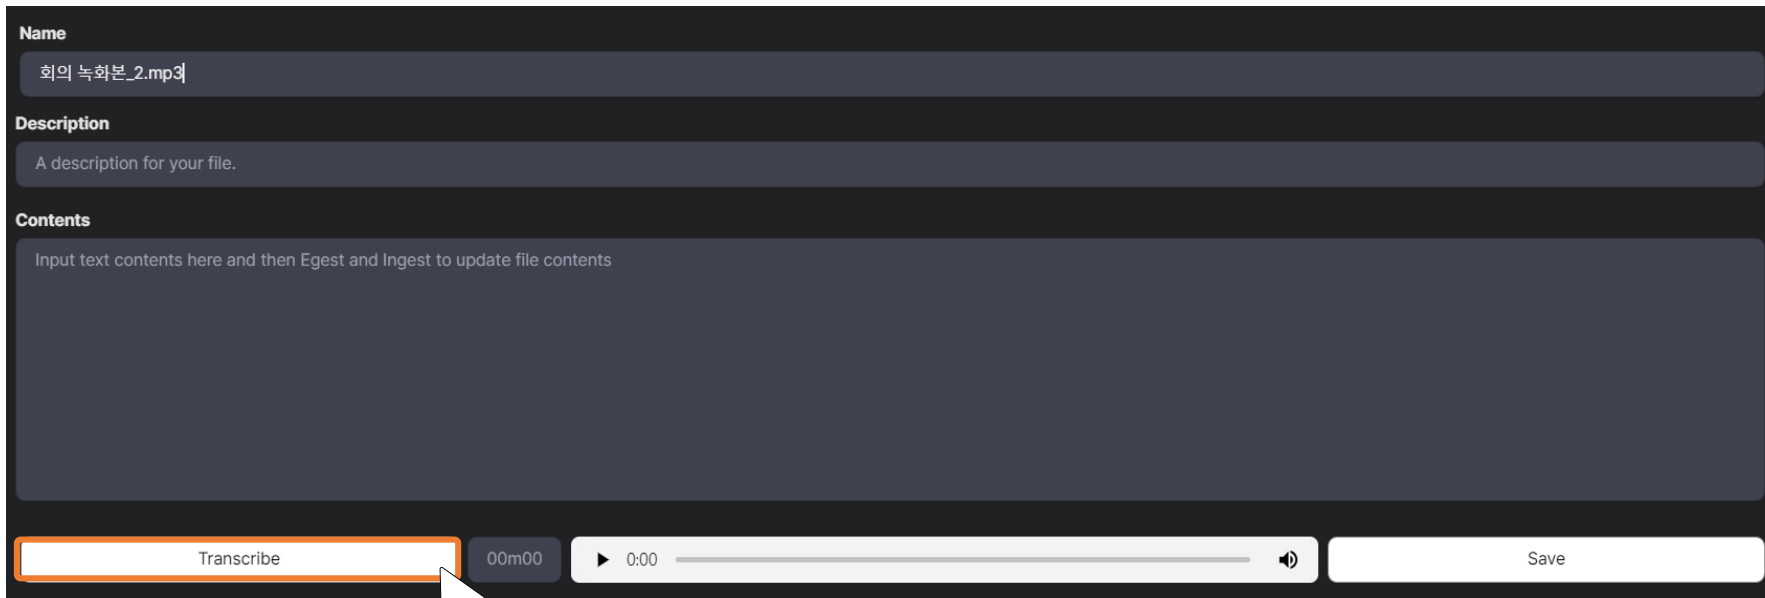 Name
회의 녹화본_2.mp3
Description
A description for your file.
Contents
Input text contents here and then Egest and Ingest to update file contents
Transcribe 00m00 0:00 Save